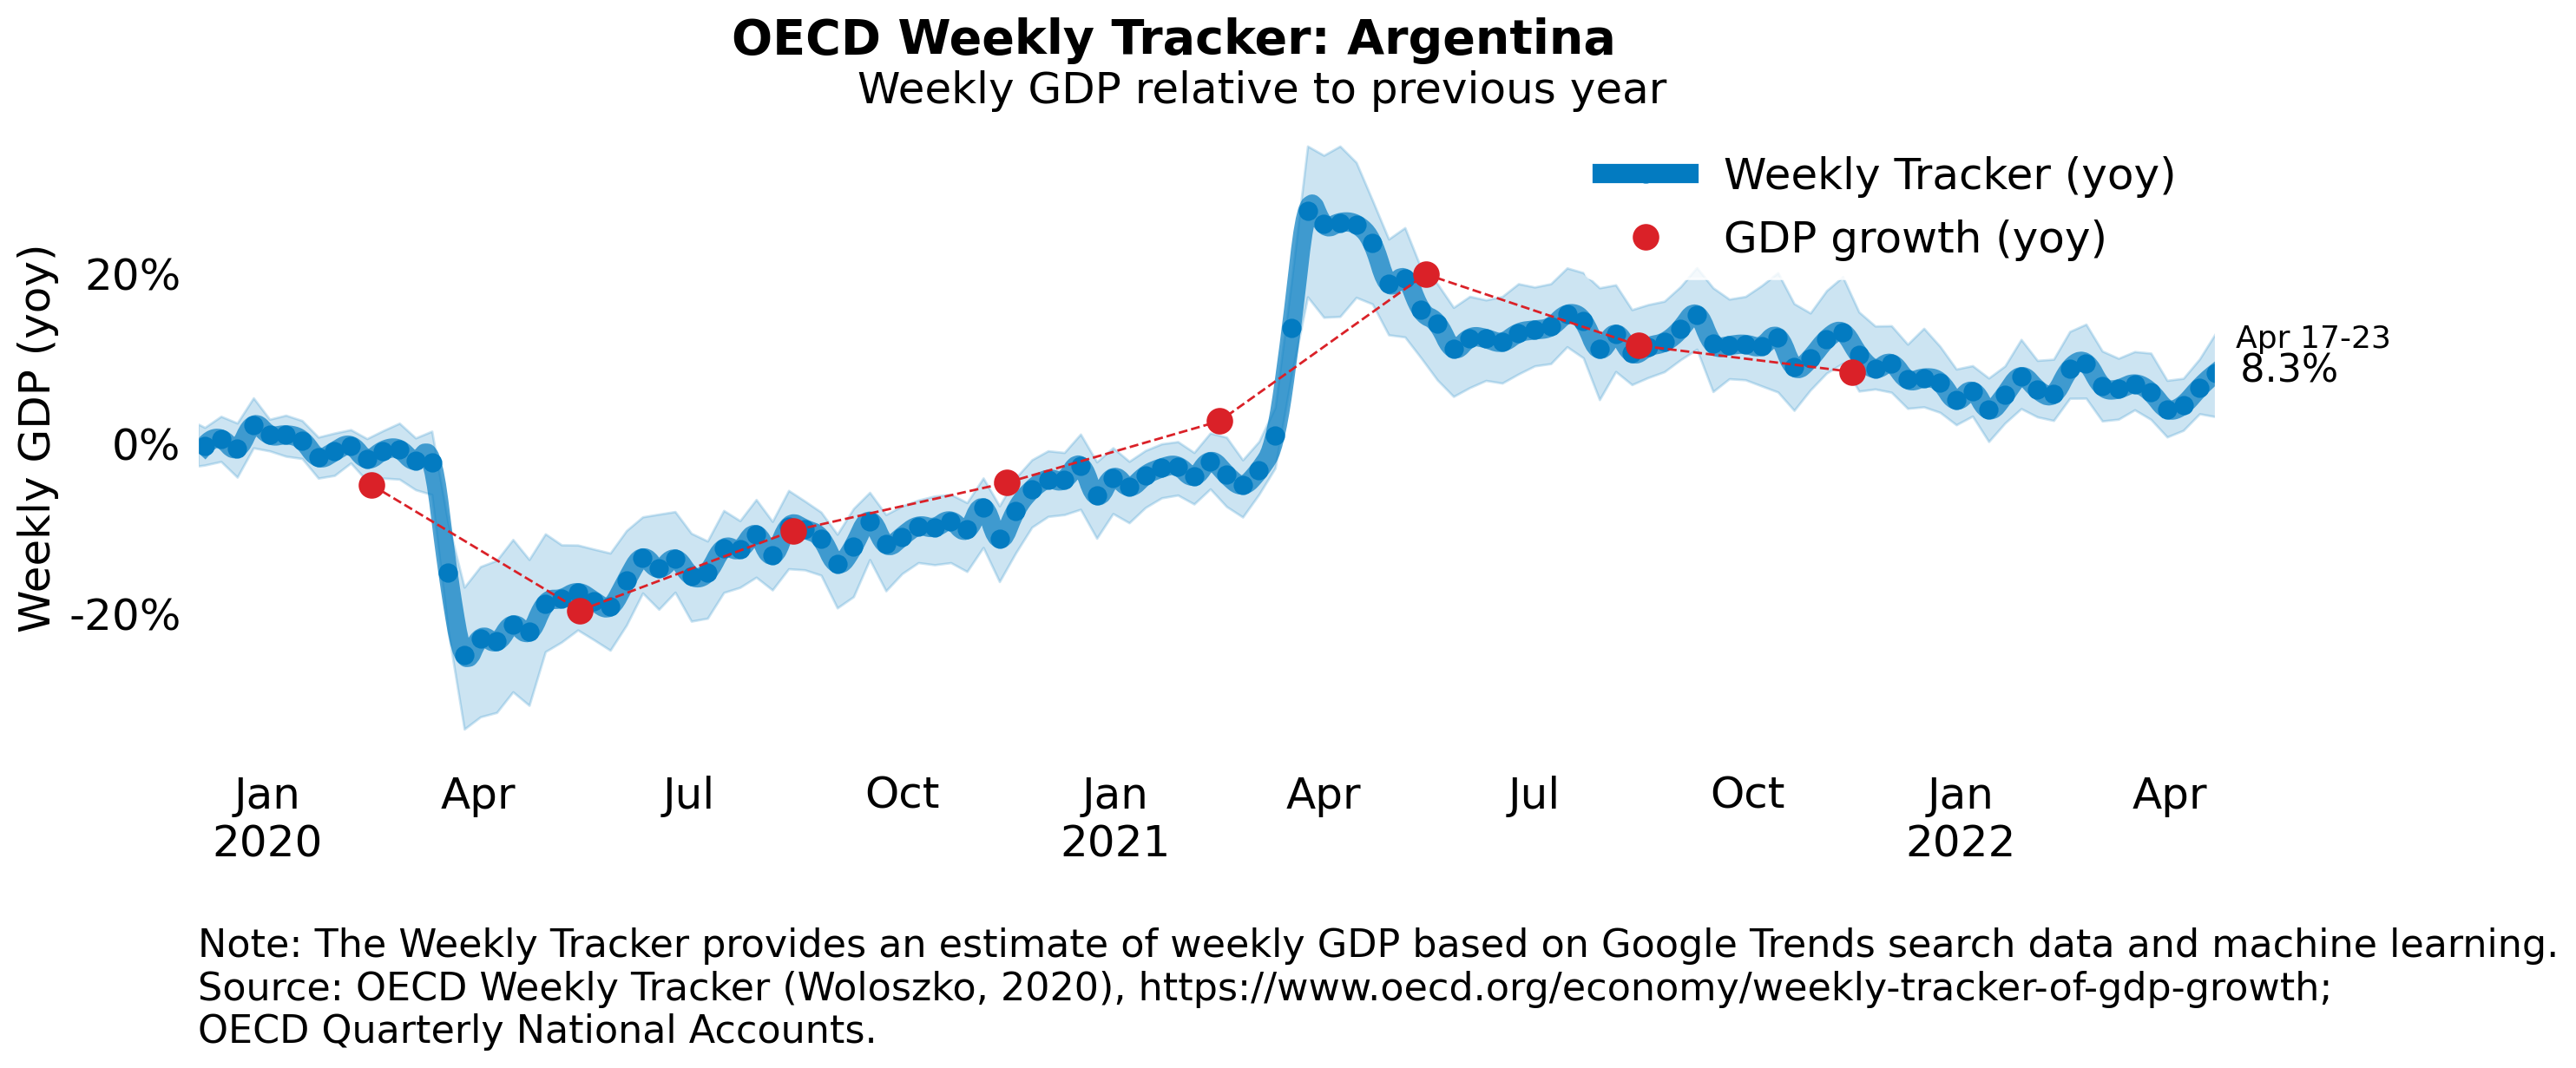 OECD Weekly Tracker: Argentina
Weekly GDP relative to previous year
Weekly Tracker (yoy)
GDP growth (yoy)
Weekly GDP (yoy)
20%
0%
-20%
Apr 17-23
8.3%
Jan Apr Jul Oct Jan Apr Jul Oct Jan Apr
2020 2021 2022
Note: The Weekly Tracker provides an estimate of weekly GDP based on Google Trends search data and machine learning.
Source: OECD Weekly Tracker (Woloszko, 2020), https://www.oecd.org/economy/weekly-tracker-of-gdp-growth;
OECD Quarterly National Accounts.